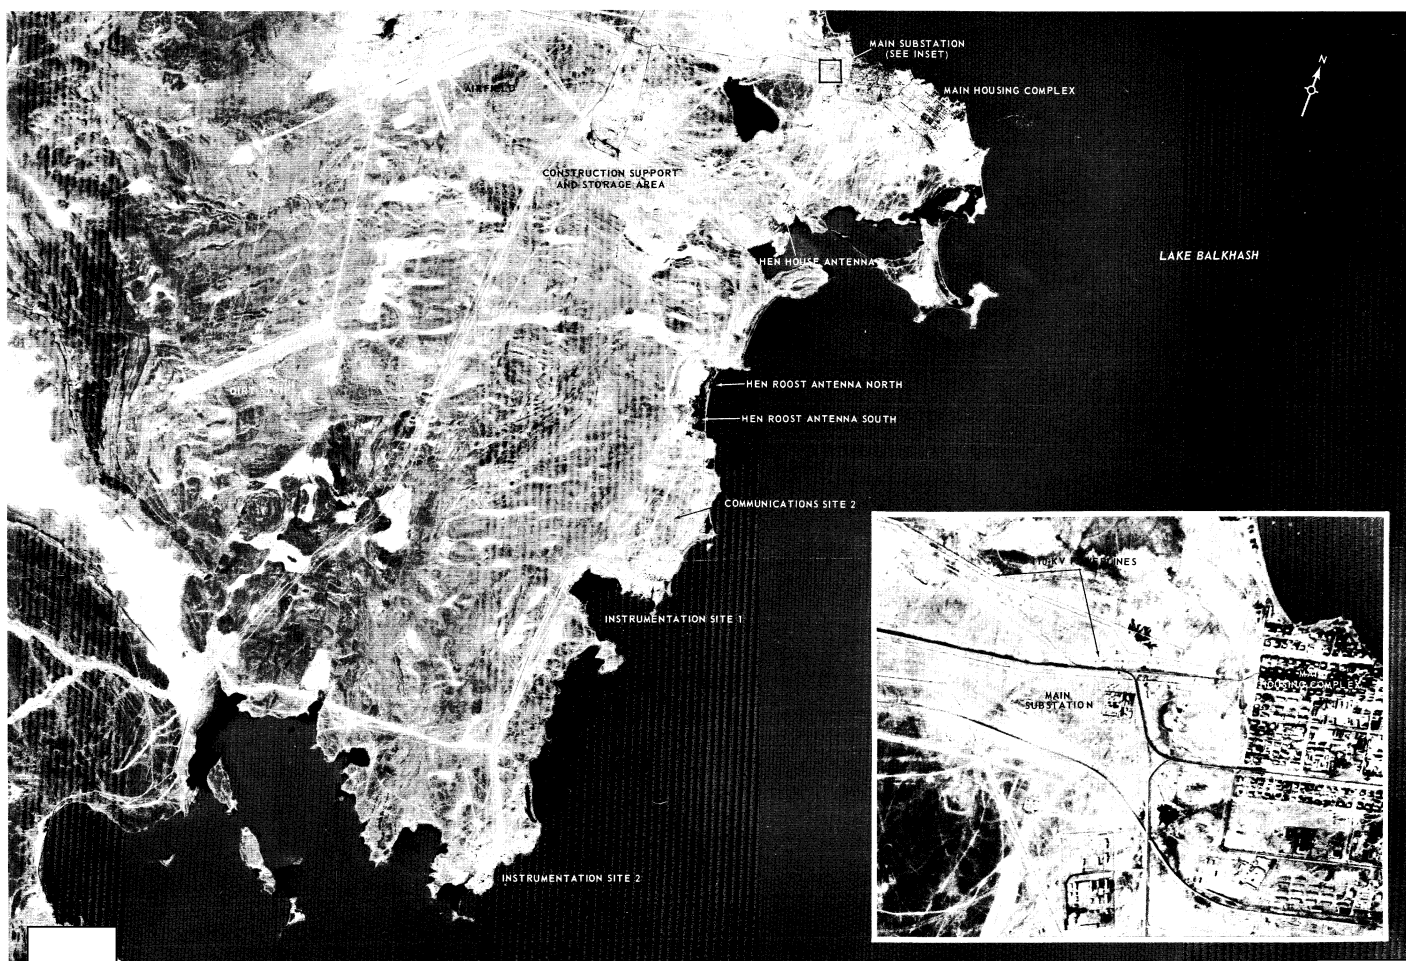 MAIN SUBSTATION
(SEE INSET)
N
AIRFIELD
MAIN HOUSING COMPLEX
CONSTRUCTION SUPPORT
AND STORAGE AREA
HEN HOUSE ANTENNA
LAKE BALKHASH
HEN ROOST ANTENNA NORTH
HEN ROOST ANTENNA SOUTH
COMMUNICATIONS SITE 2
INSTRUMENTATION SITE 1
INSTRUMENTATION SITE 2
MAIN
SUBSTATION
HOUSING COMPLEX